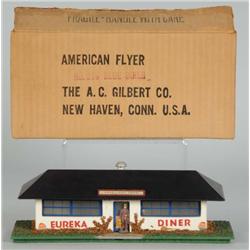 FRAGILE-HANDLE WITH CARE
AMERICAN FLYER
THE A.C. GILBERT CO.
NEW HAVEN, CONN. U.S.A.
EUREKA DINER